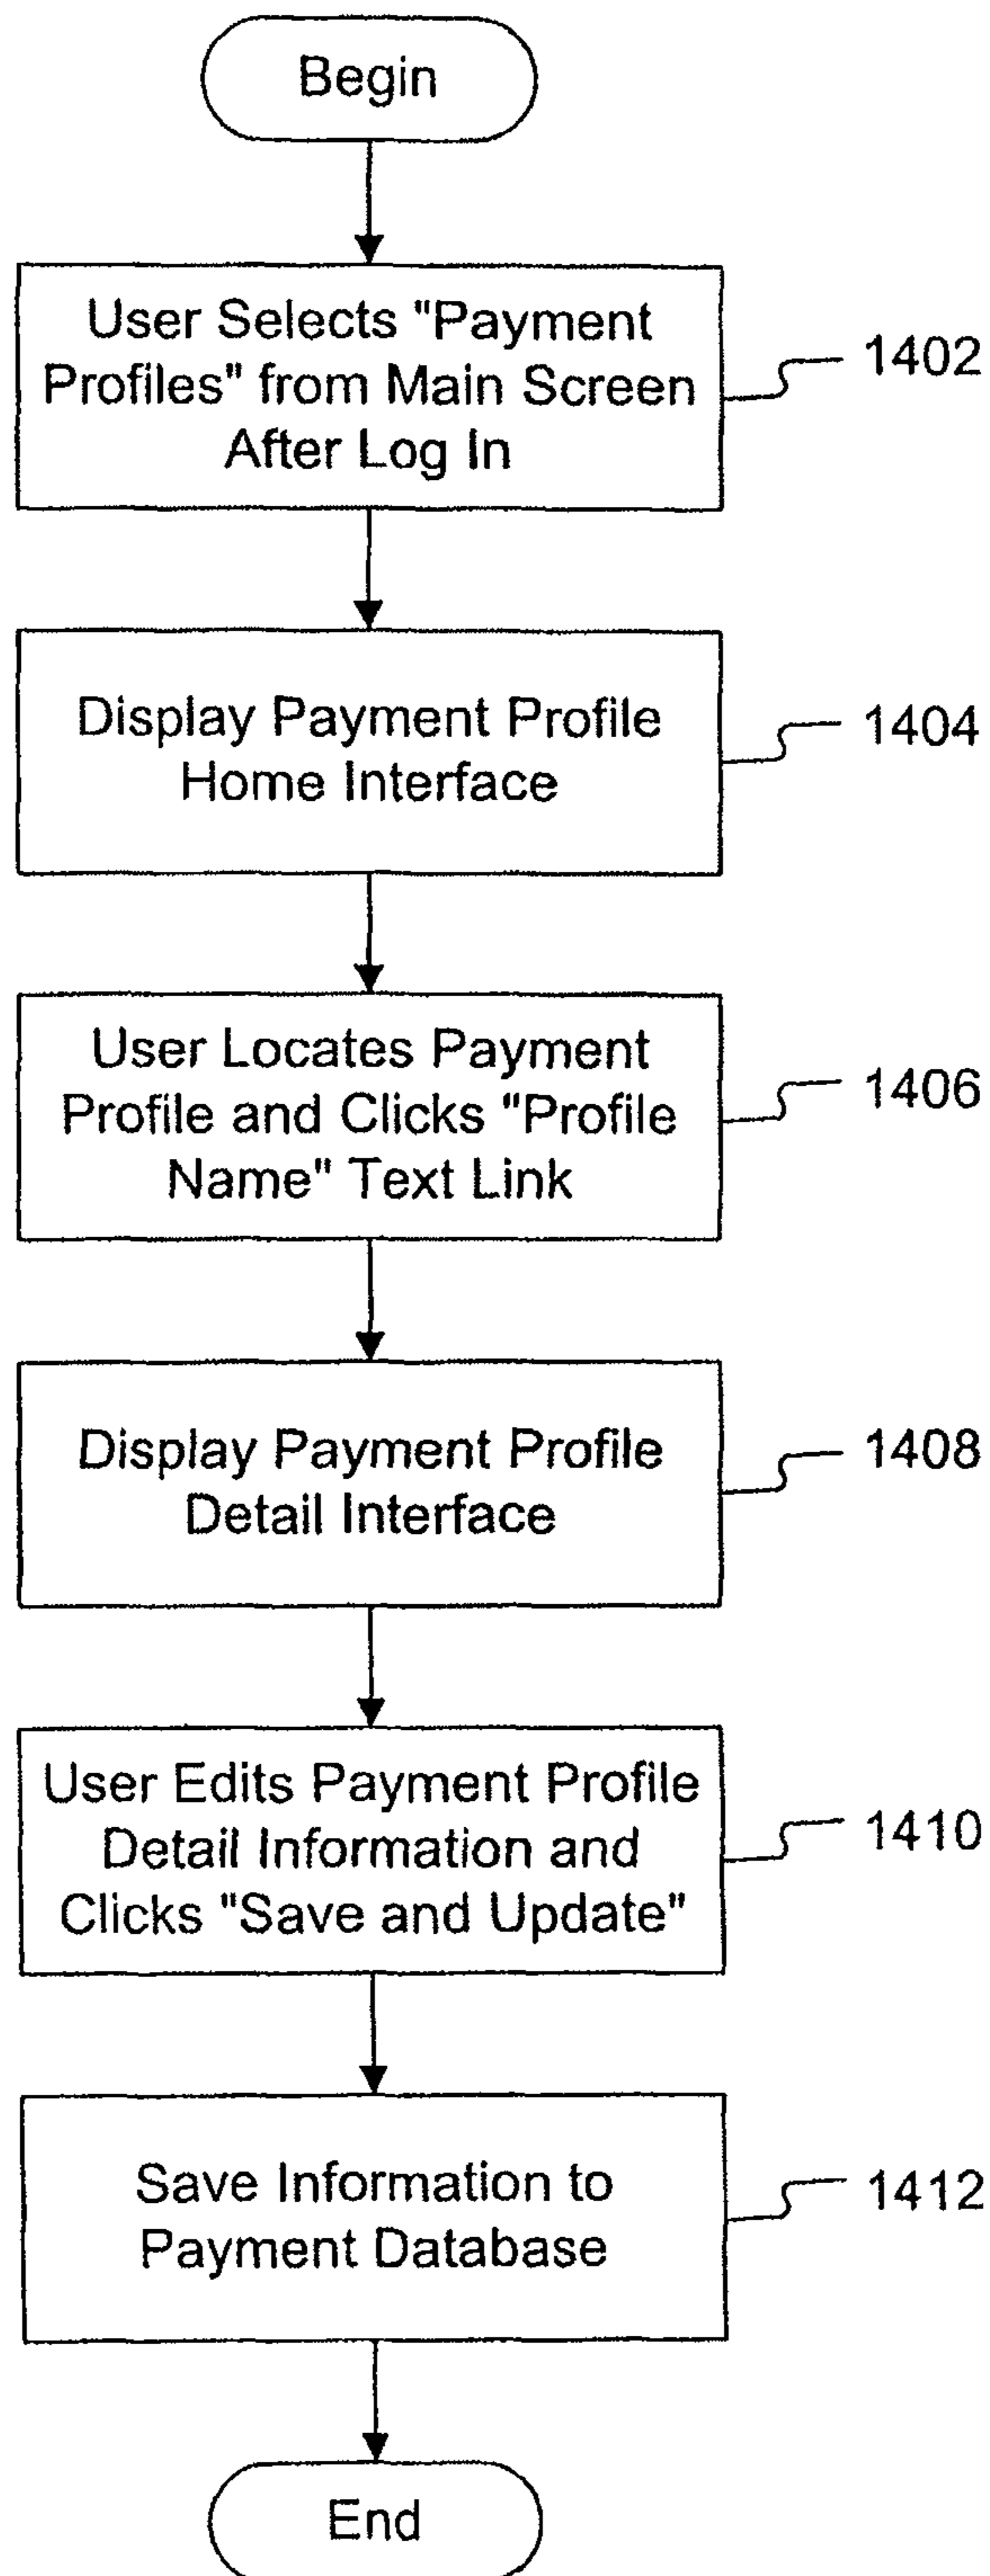 Begin
User Selects "Payment
Profiles" from Main Screen
After Log In
1402
Display Payment Profile
Home Interface
1404
User Locates Payment
Profile and Clicks "Profile
Name" Text Link
1406
Display Payment Profile
Detail Interface
1408
User Edits Payment Profile
Detail Information and
Clicks "Save and Update"
1410
Save Information to
Payment Database
1412
End